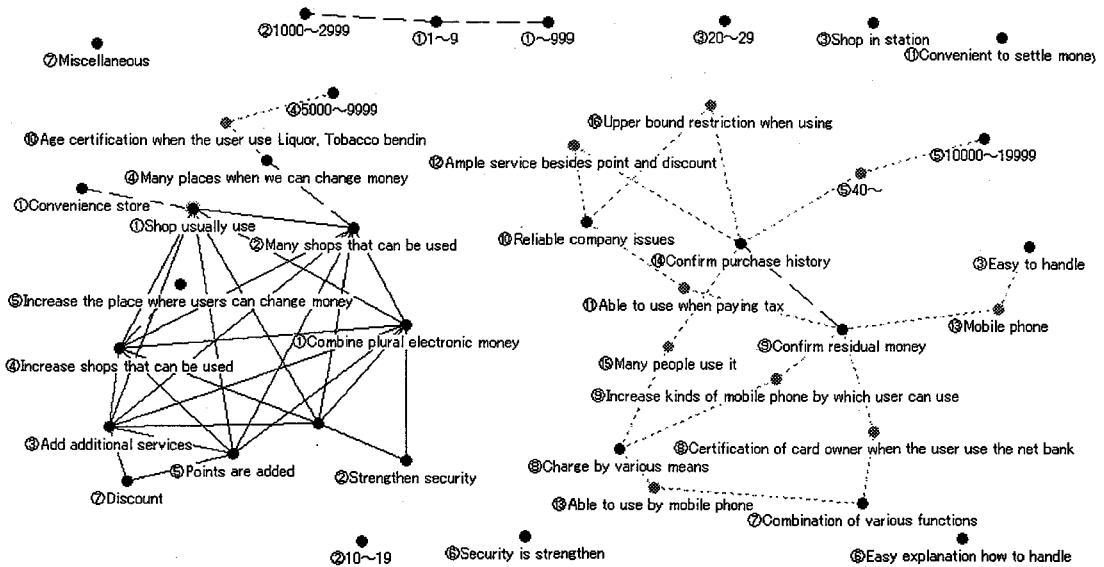 ②1000～2999
①1～9
①～999
③20～29
③Shop in station
⑪Convenient to settle money
⑦Miscellaneous
④5000～9999
⑩Age certification when the user use Liquor, Tobacco bendin
⑯Upper bound restriction when using
⑫Ample service besides point and discount
⑤10000～19999
④Many places when we can change money
⑤40～
①Convenience store
①Shop usually use
②Many shops that can be used
⑩Reliable company issues
⑭Confirm purchase history
③Easy to handle
⑤Increase the place where users can change money
⑪Able to use when paying tax
⑬Mobile phone
①Combine plural electronic money
⑨Confirm residual money
④Increase shops that can be used
⑮Many people use it
⑨Increase kinds of mobile phone by which user can use
③Add additional services
⑧Certification of card owner when the user use the net bank
⑤Points are added
②Strengthen security
⑧Charge by various means
⑦Discount
⑬Able to use by mobile phone
⑦Combination of various functions
②10～19
⑥Security is strengthen
⑥Easy explanation how to handle